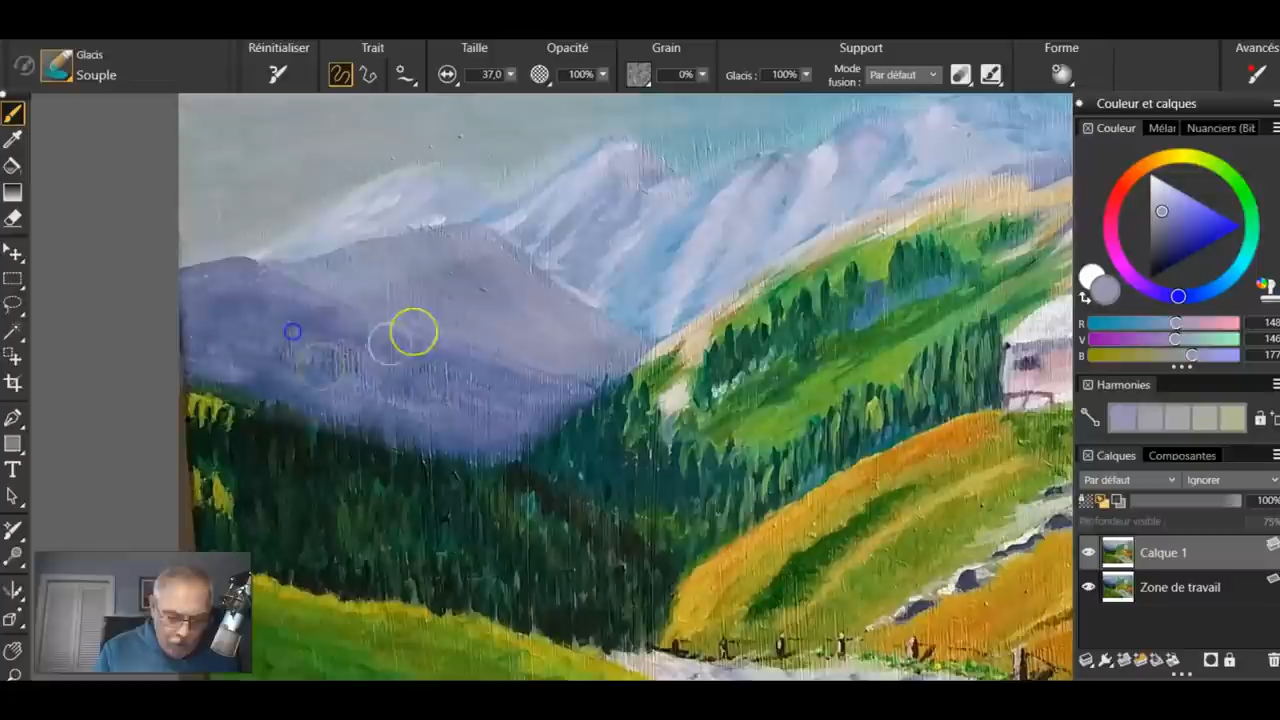 Glacis
Souple
Réinitialiser
Trait
Taille
37,0
Opacité
100%
Grain
0%
Support
Glacis : 100%
Mode
fusion :
Par défaut
Forme
Avancés
Couleur et calques
Couleur
Mélar
Nuanciers (Bit
R
148
V
146
B
177
Harmonies
Calques
Composantes
Par défaut
Ignorer
100%
Profondeur visible :
75%
Calque 1
Zone de travail